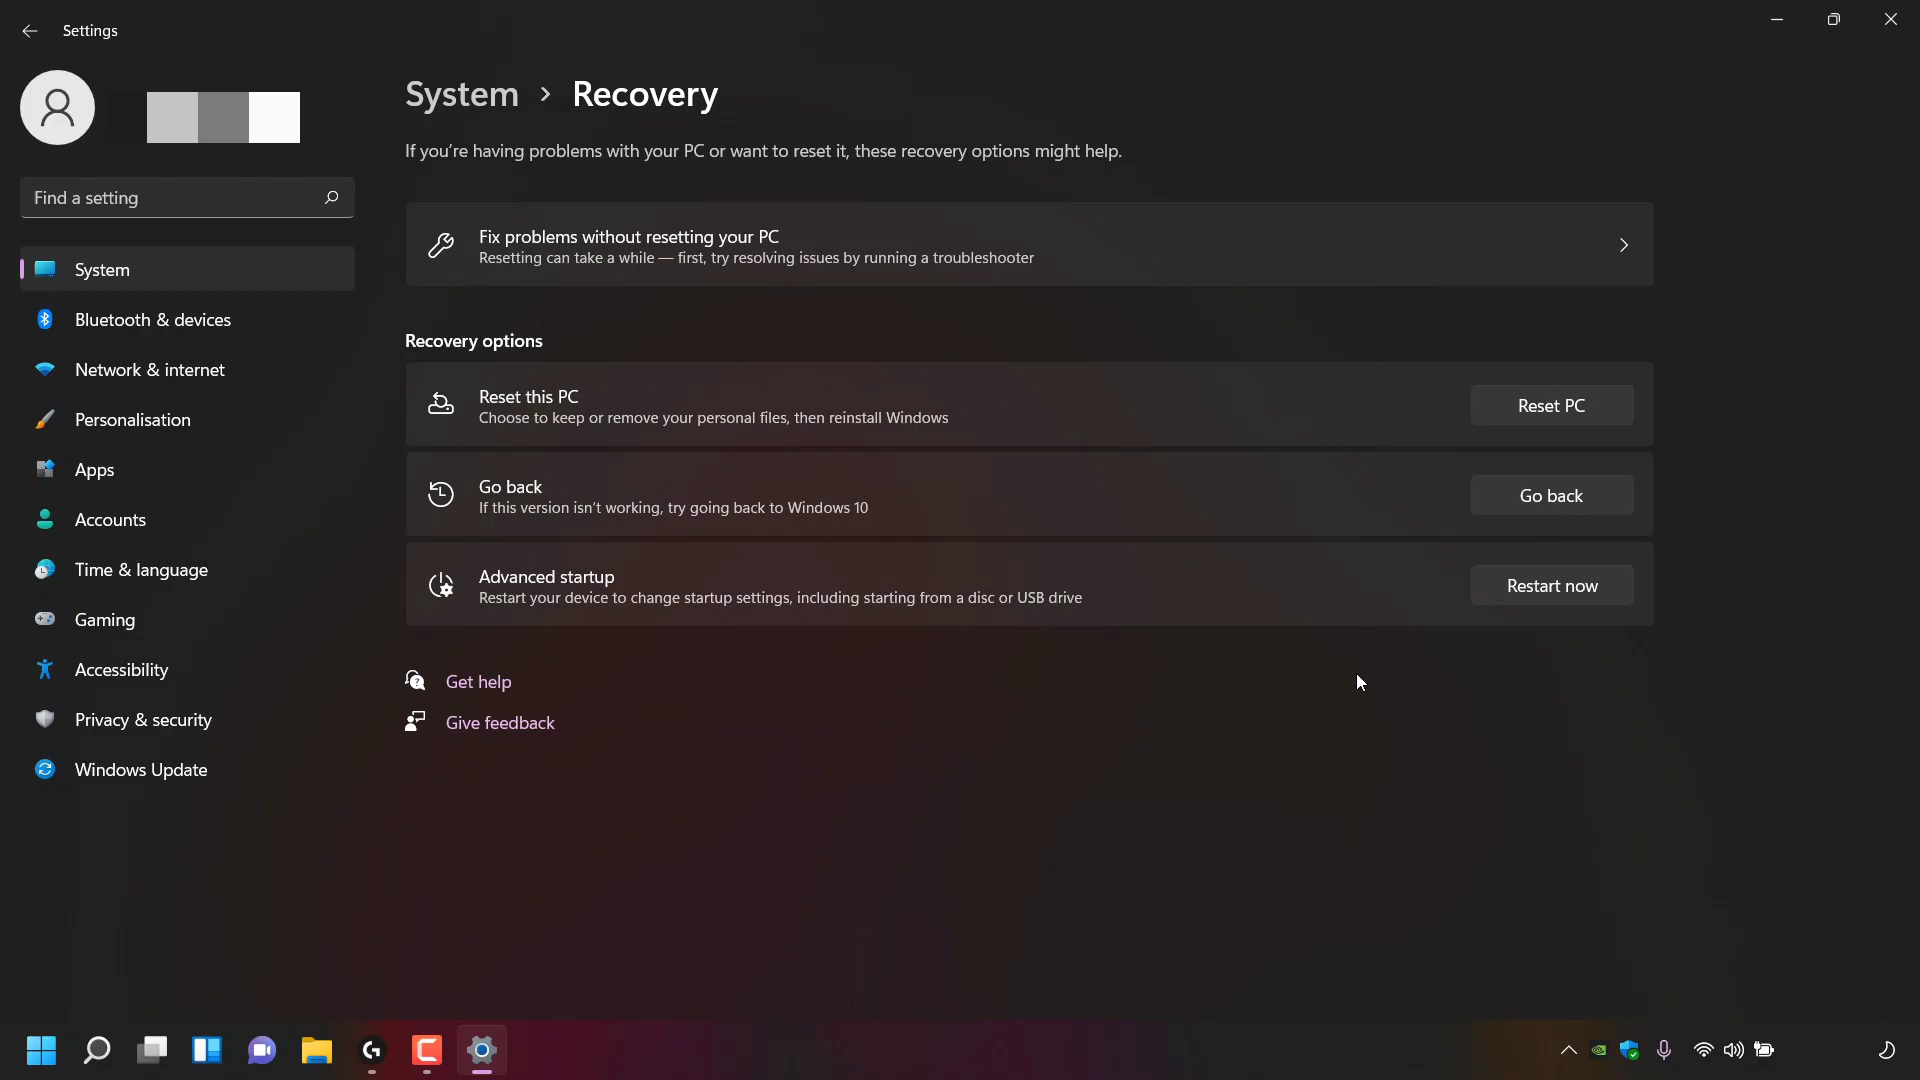 Settings
Find a setting
System
Bluetooth & devices
Network & internet
Personalisation
Apps
Accounts
Time & language
Gaming
Accessibility
Privacy & security
Windows Update
System › Recovery
If you're having problems with your PC or want to reset it, these recovery options might help.
Fix problems without resetting your PC
Resetting can take a while — first, try resolving issues by running a troubleshooter
Recovery options
Reset this PC
Choose to keep or remove your personal files, then reinstall Windows
Reset PC
Go back
If this version isn't working, try going back to Windows 10
Go back
Advanced startup
Restart your device to change startup settings, including starting from a disc or USB drive
Restart now
Get help
Give feedback